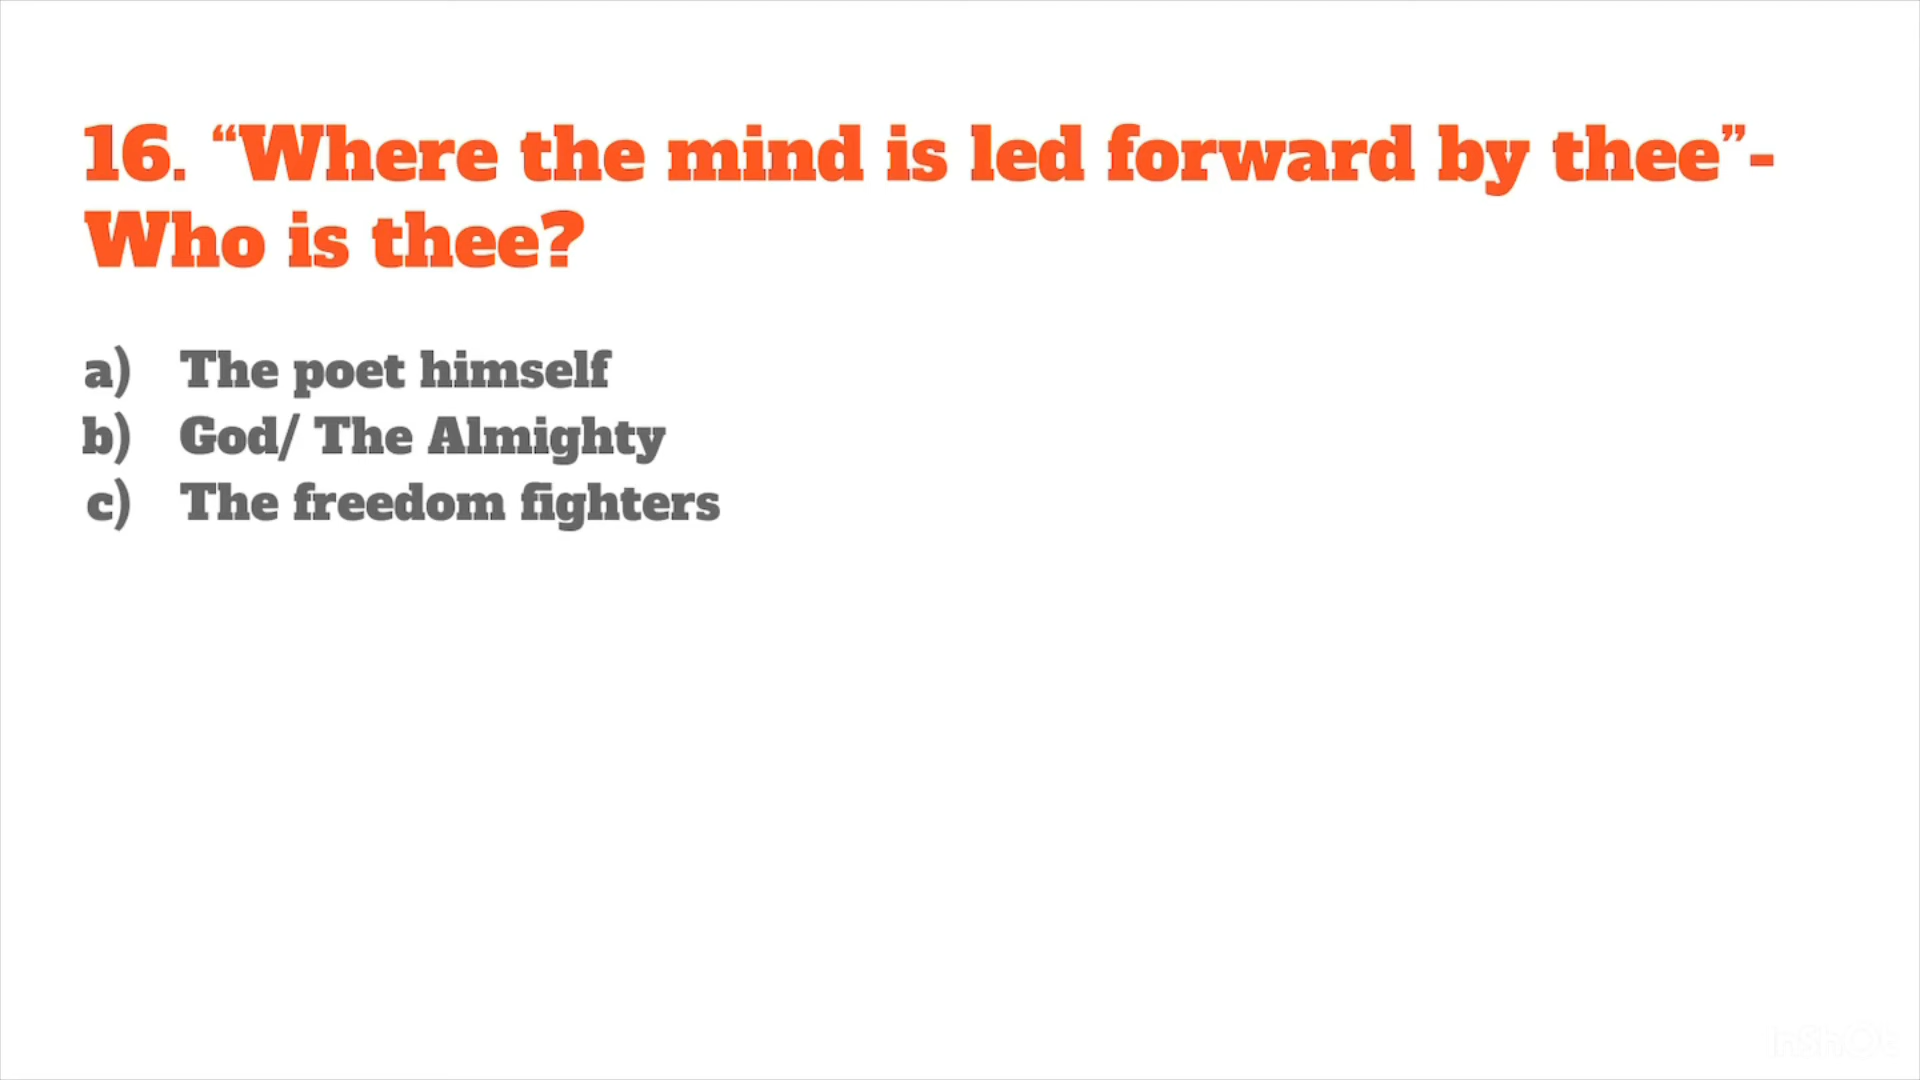 16. “Where the mind is led forward by thee”-
Who is thee?
a) The poet himself
b) God/ The Almighty
c) The freedom fighters